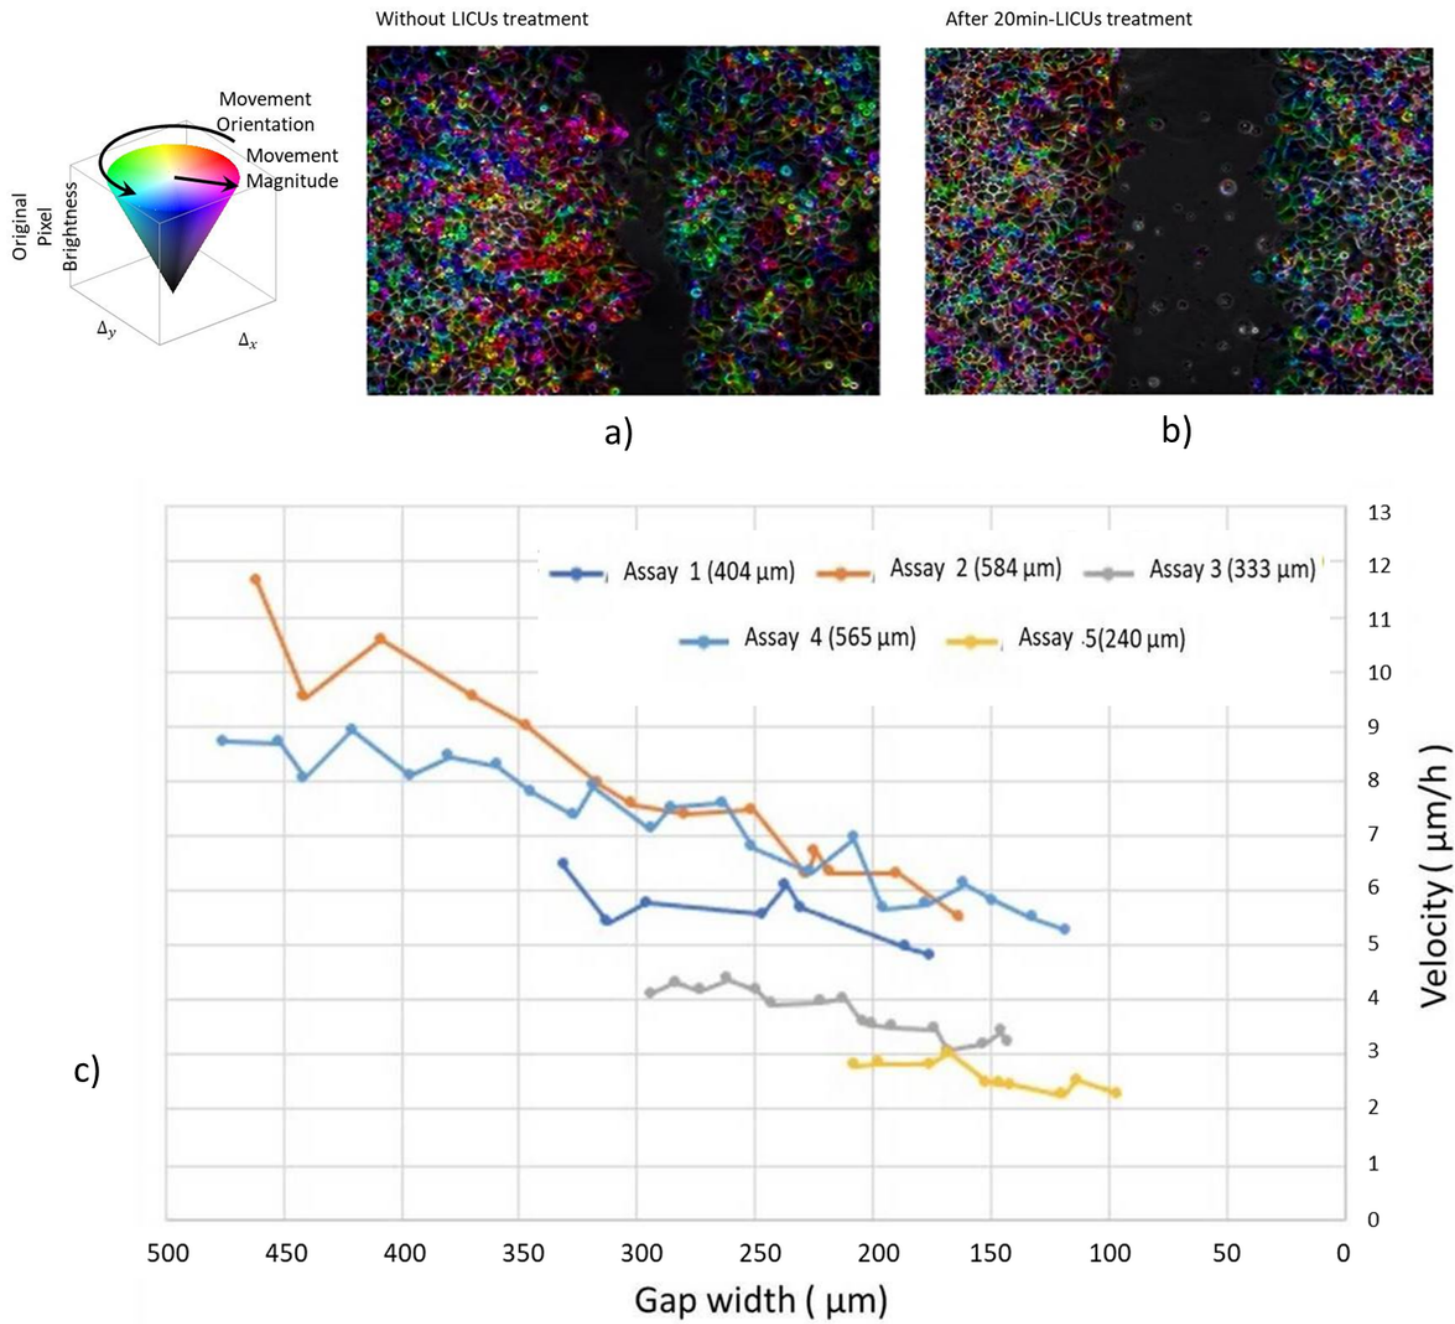 Without LICUs treatment
After 20min-LICUs treatment
Movement
Orientation
Movement
Magnitude
Original
Pixel
Brightness
Δy
Δx
a)
b)
13
12
11
10
9
8
7
6
5
4
3
2
1
0
Assay 1 (404 µm)
Assay 2 (584 µm)
Assay 3 (333 µm)
Assay 4 (565 µm)
Assay .5(240 µm)
Velocity ( µm/h )
c)
500 450 400 350 300 250 200 150 100 50 0
Gap width ( µm)